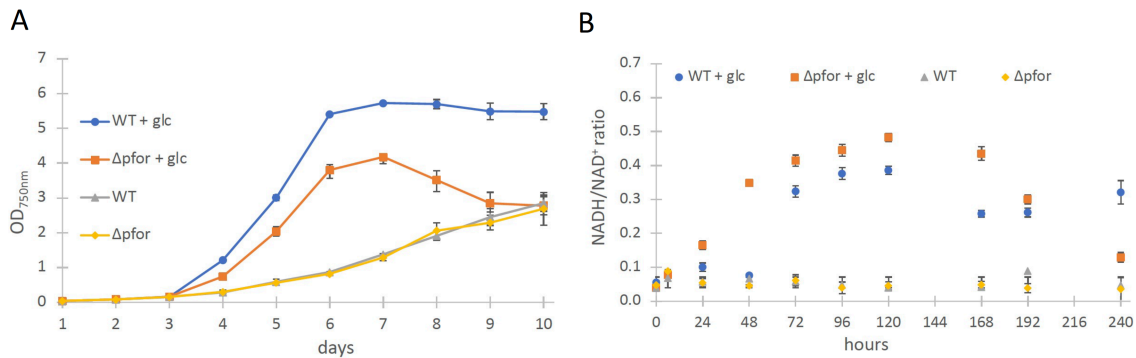 A
OD750nm
7
6
5
4
3
2
1
0
WT + glc
Δpfor + glc
WT
Δpfor
1 2 3 4 5 6 7 8 9 10
days
B
NADH/NAD+ ratio
0.7
0.6
0.5
0.4
0.3
0.2
0.1
0.0
WT + glc Δpfor + glc WT Δpfor
0 24 48 72 96 120 144 168 192 216 240
hours